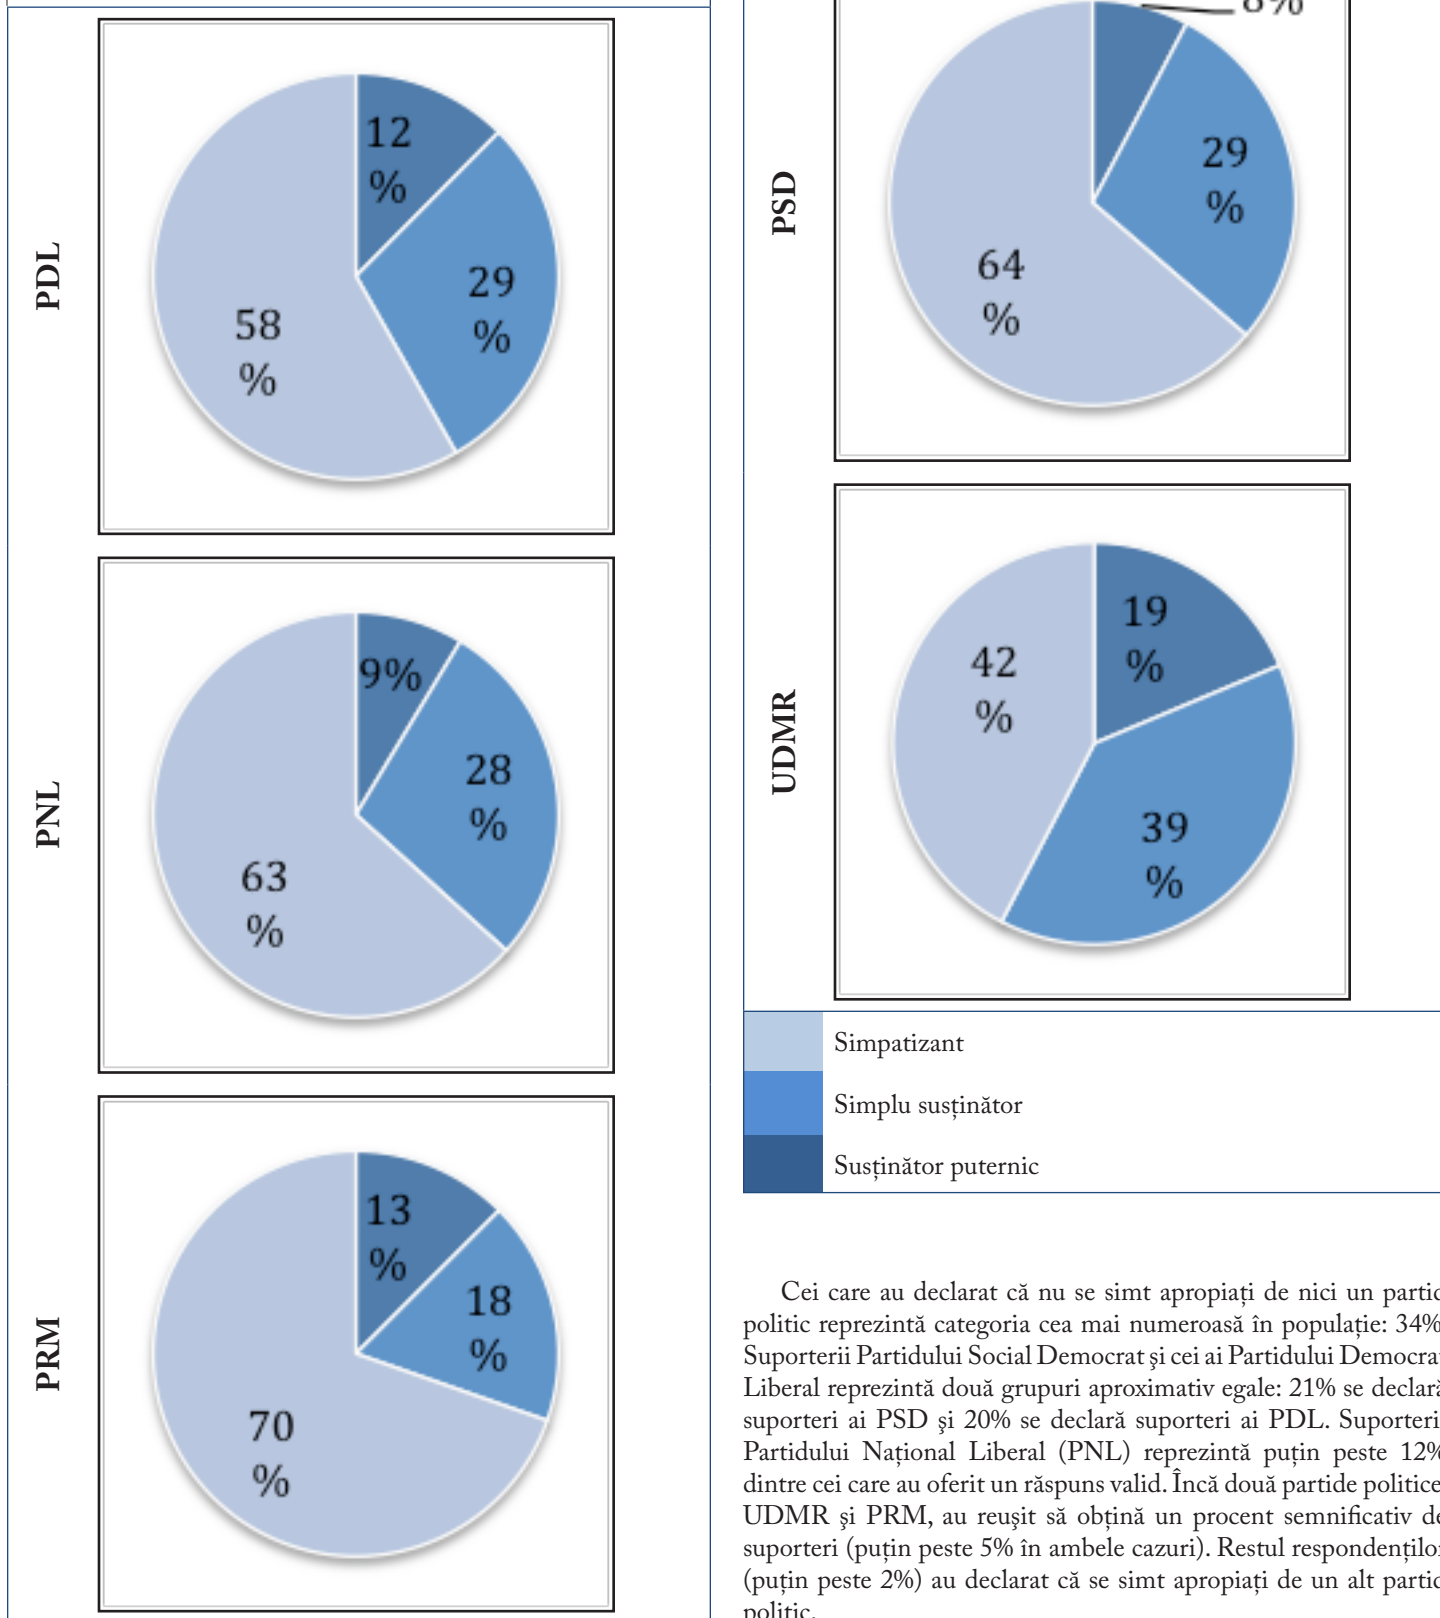 PDL
12
%
29
%
58
%
PNL
9%
28
%
63
%
PRM
13
%
18
%
70
%
8%
PSD
29
%
64
%
UDMR
19
%
42
%
39
%
Simpatizant
Simplu susținător
Susținător puternic
Cei care au declarat că nu se simt apropiați de nici un partid
politic reprezintă categoria cea mai numeroasă în populație: 34%
Suporterii Partidului Social Democrat şi cei ai Partidului Democrat
Liberal reprezintă două grupuri aproximativ egale: 21% se declară
suporteri ai PSD şi 20% se declară suporteri ai PDL. Suporterii
Partidului Național Liberal (PNL) reprezintă puțin peste 12%
dintre cei care au oferit un răspuns valid. Încă două partide politice
UDMR şi PRM, au reuşit să obțină un procent semnificativ de
suporteri (puțin peste 5% în ambele cazuri). Restul respondenților
(puțin peste 2%) au declarat că se simt apropiați de un alt partid
politic.